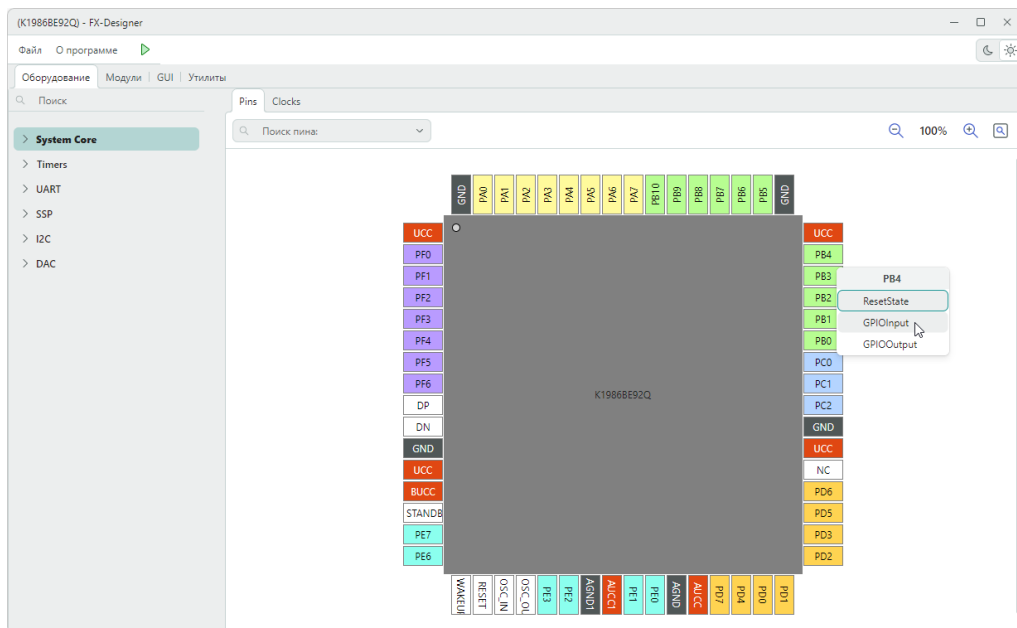 (K1986BE92Q) - FX-Designer
Файл О программе
Оборудование Модули GUI Утилиты
Поиск
System Core
Timers
UART
SSP
I2C
DAC
Pins Clocks
Поиск пина:
100%
GND PA0 PA1 PA2 PA3 PA4 PA5 PA6 PA7 PB10 PB9 PB8 PB7 PB6 PB5 GND
UCC
PF0
PF1
PF2
PF3
PF4
PF5
PF6
DP
DN
GND
UCC
BUCC
STANDB
PE7
PE6
K1986BE92Q
UCC
PB4
PB3
PB2
PB1
PB0
PC0
PC1
PC2
GND
UCC
NC
PD6
PD5
PD3
PD2
PB4
ResetState
GPIOInput
GPIOOutput
WAKEUI RESET OSC_IN OSC_OU PE3 PE2 AGND1 AUCC1 PE1 PE0 AGND AUCC PD7 PD4 PD0 PD1